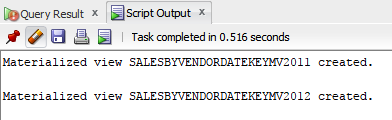 Query Result x Script Output x
Task completed in 0.516 seconds
Materialized view SALESBYVENDORDATEKEYMV2011 created.
Materialized view SALESBYVENDORDATEKEYMV2012 created.